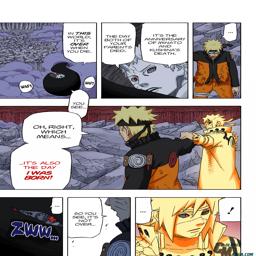 ...
IT'S THE
ANNIVERSARY
OF MINATO
AND
KUSHINA'S
DEATH.
THE DAY
BOTH OF
YOUR
PARENTS
DIED.
IN THIS
WORLD,
IT'S
OVER
WHEN YOU
DIE.
YOU
SEE...
OH, RIGHT,
WHICH
MEANS...
..IT'S ALSO
THE DAY
I WAS
BORN!
...!
SO YOU
SEE, IT'S
NOT
OVER...
ZWW...